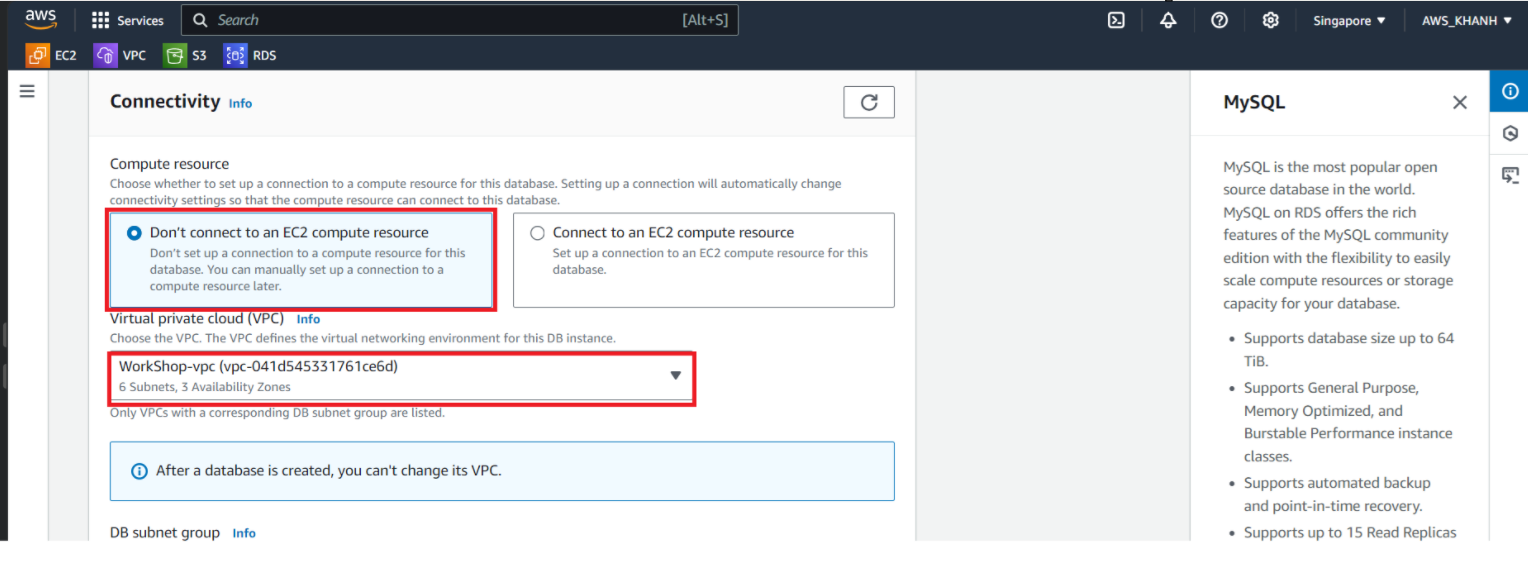 aws
Services
Search
[Alt+S]
Singapore
AWS_KHANH
EC2
VPC
S3
RDS
Connectivity Info
Compute resource
Choose whether to set up a connection to a compute resource for this database. Setting up a connection will automatically change
connectivity settings so that the compute resource can connect to this database.
Don't connect to an EC2 compute resource
Don't set up a connection to a compute resource for this
database. You can manually set up a connection to a
compute resource later.
Connect to an EC2 compute resource
Set up a connection to an EC2 compute resource for this
database.
Virtual private cloud (VPC) Info
Choose the VPC. The VPC defines the virtual networking environment for this DB instance.
WorkShop-vpc (vpc-041d545331761ce6d)
6 Subnets, 3 Availability Zones
Only VPCs with a corresponding DB subnet group are listed.
After a database is created, you can't change its VPC.
DB subnet group Info
MySQL
MySQL is the most popular open
source database in the world.
MySQL on RDS offers the rich
features of the MySQL community
edition with the flexibility to easily
scale compute resources or storage
capacity for your database.
• Supports database size up to 64
TiB.
• Supports General Purpose,
Memory Optimized, and
Burstable Performance instance
classes.
• Supports automated backup
and point-in-time recovery.
• Supports up to 15 Read Replicas